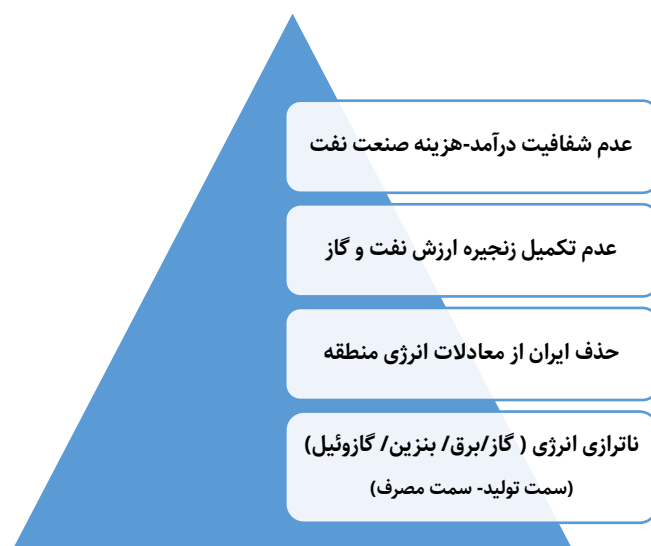 عدم شفافیت درآمد-هزینه صنعت نفت
عدم تکمیل زنجیره ارزش نفت و گاز
حذف ایران از معادلات انرژی منطقه
ناترازی انرژی ( گاز/برق/ بنزین/ گازوئیل)
(سمت تولید- سمت مصرف)